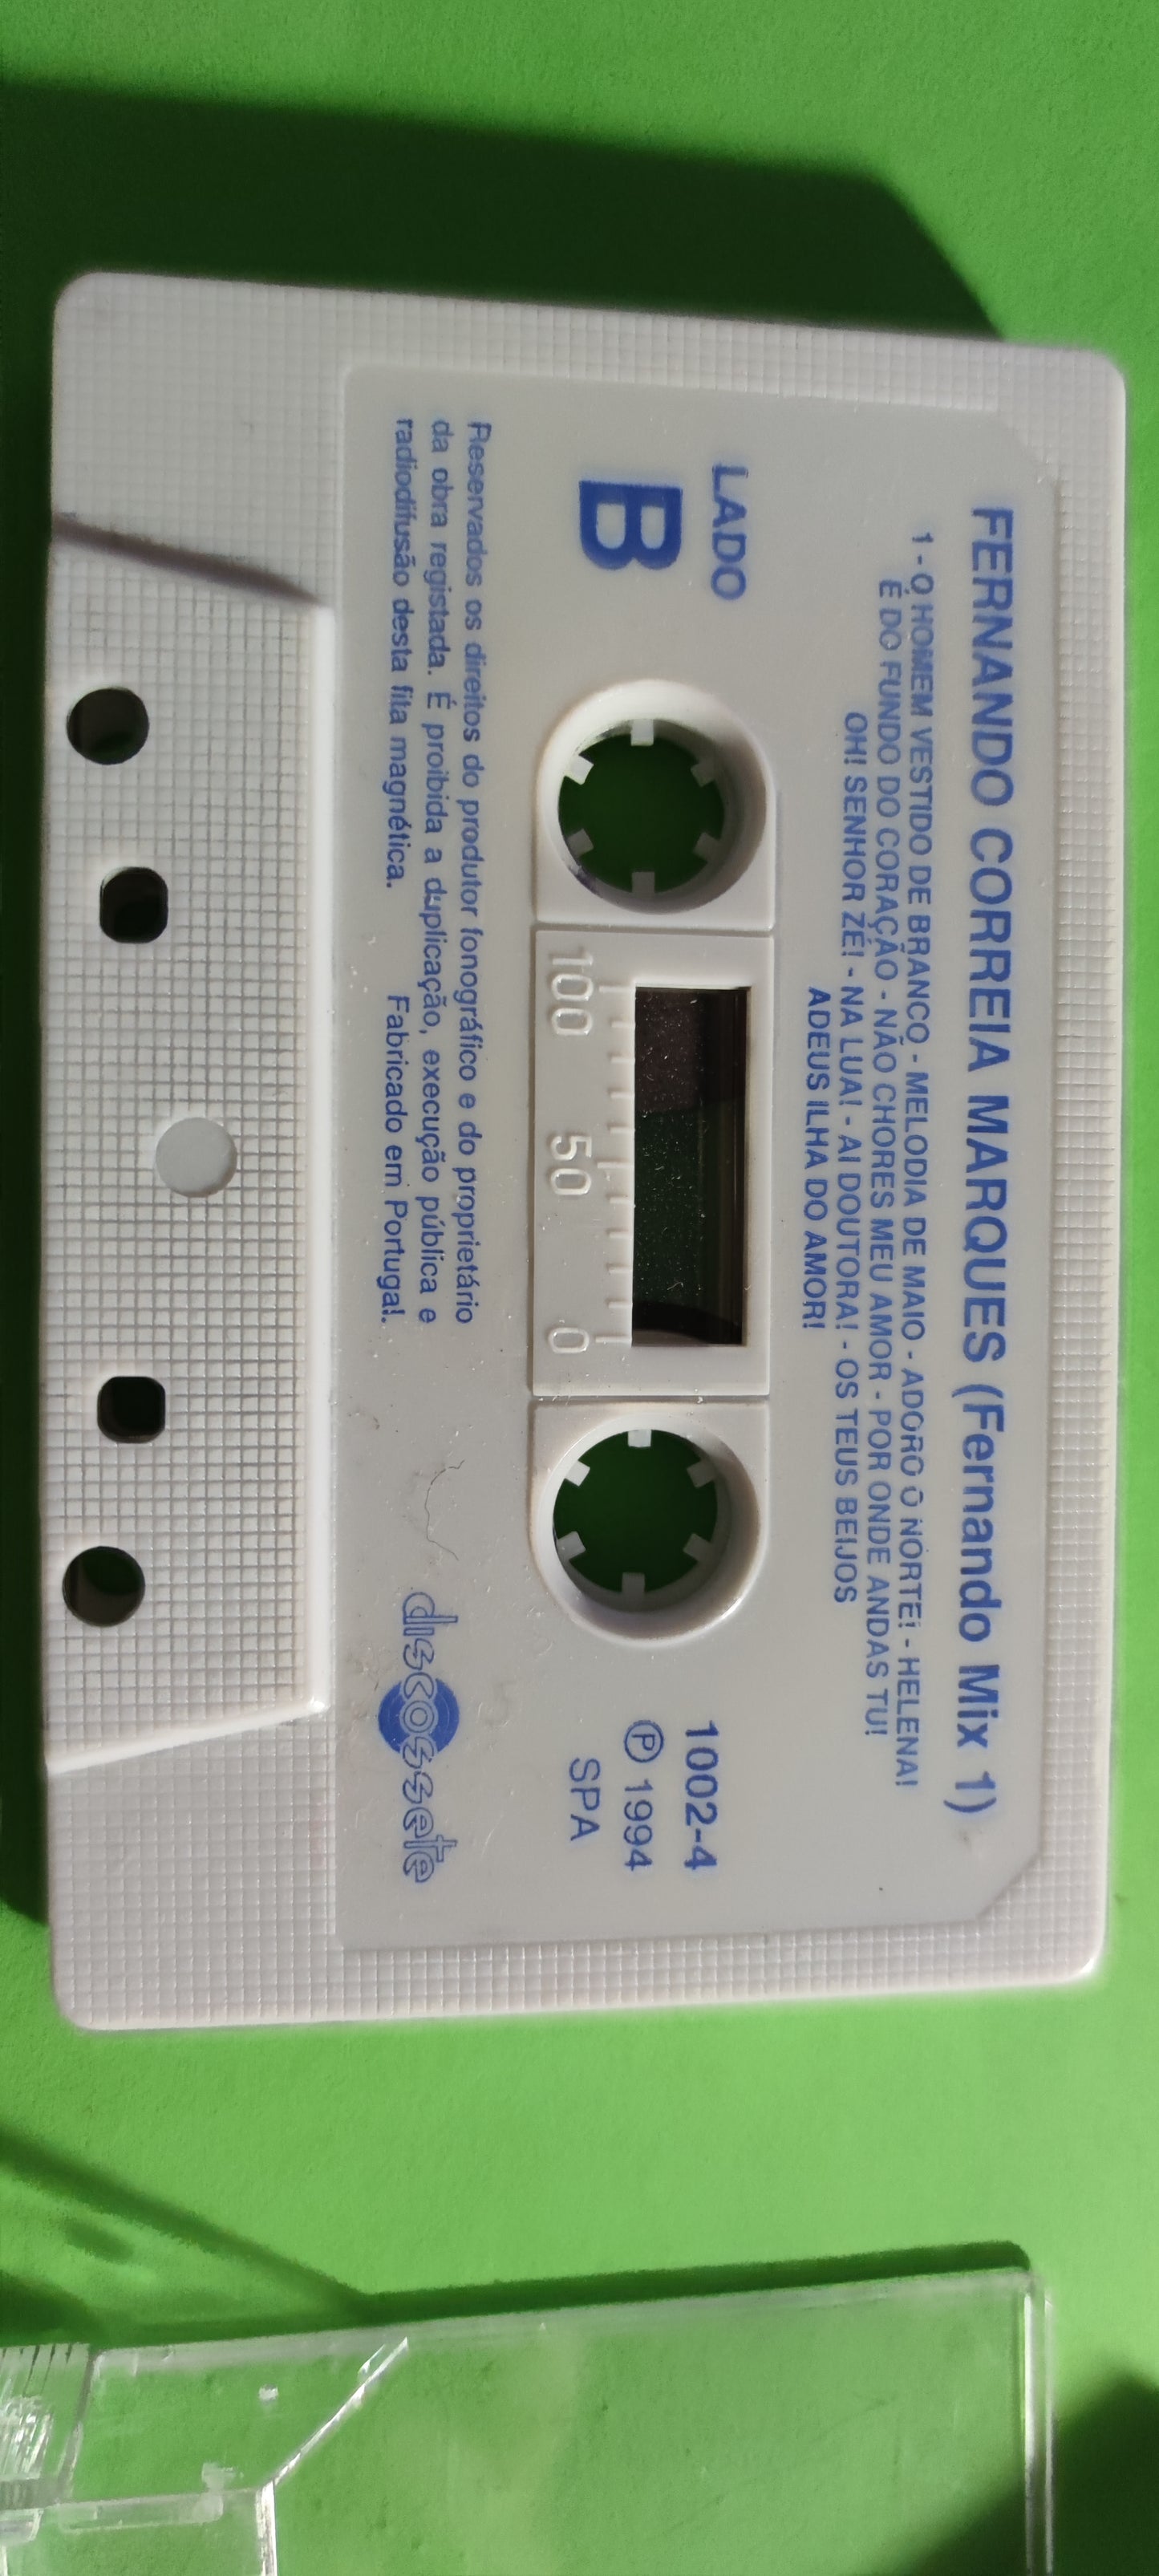 FERNANDO CORREIA MARQUES (Fernando Mix 1)
1 - O HOMEM VESTIDO DE BRANCO - MELODIA DE MAIO - ADORO O NORTE! - HELENA!
É DO FUNDO DO CORAÇÃO - NÃO CHORES MEU AMOR - POR ONDE ANDAS TU!
OH! SENHOR ZÉ! - NA LUA! - AI DOUTORA! - OS TEUS BEIJOS
ADEUS ILHA DO AMOR!
LADO
B
1002-4
Ⓟ 1994
SPA
100 50 0
Reservados os direitos do produtor fonográfico e do proprietário
da obra registada. É proibida a duplicação, execução pública e
radiodifusão desta fita magnética. Fabricado em Portugal.
discossete